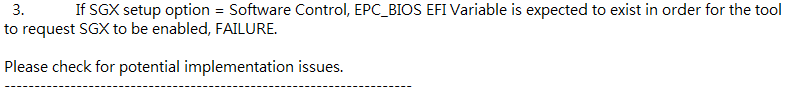 3. If SGX setup option = Software Control, EPC_BIOS EFI Variable is expected to exist in order for the tool
to request SGX to be enabled, FAILURE.
Please check for potential implementation issues.
--------------------------------------------------------------------